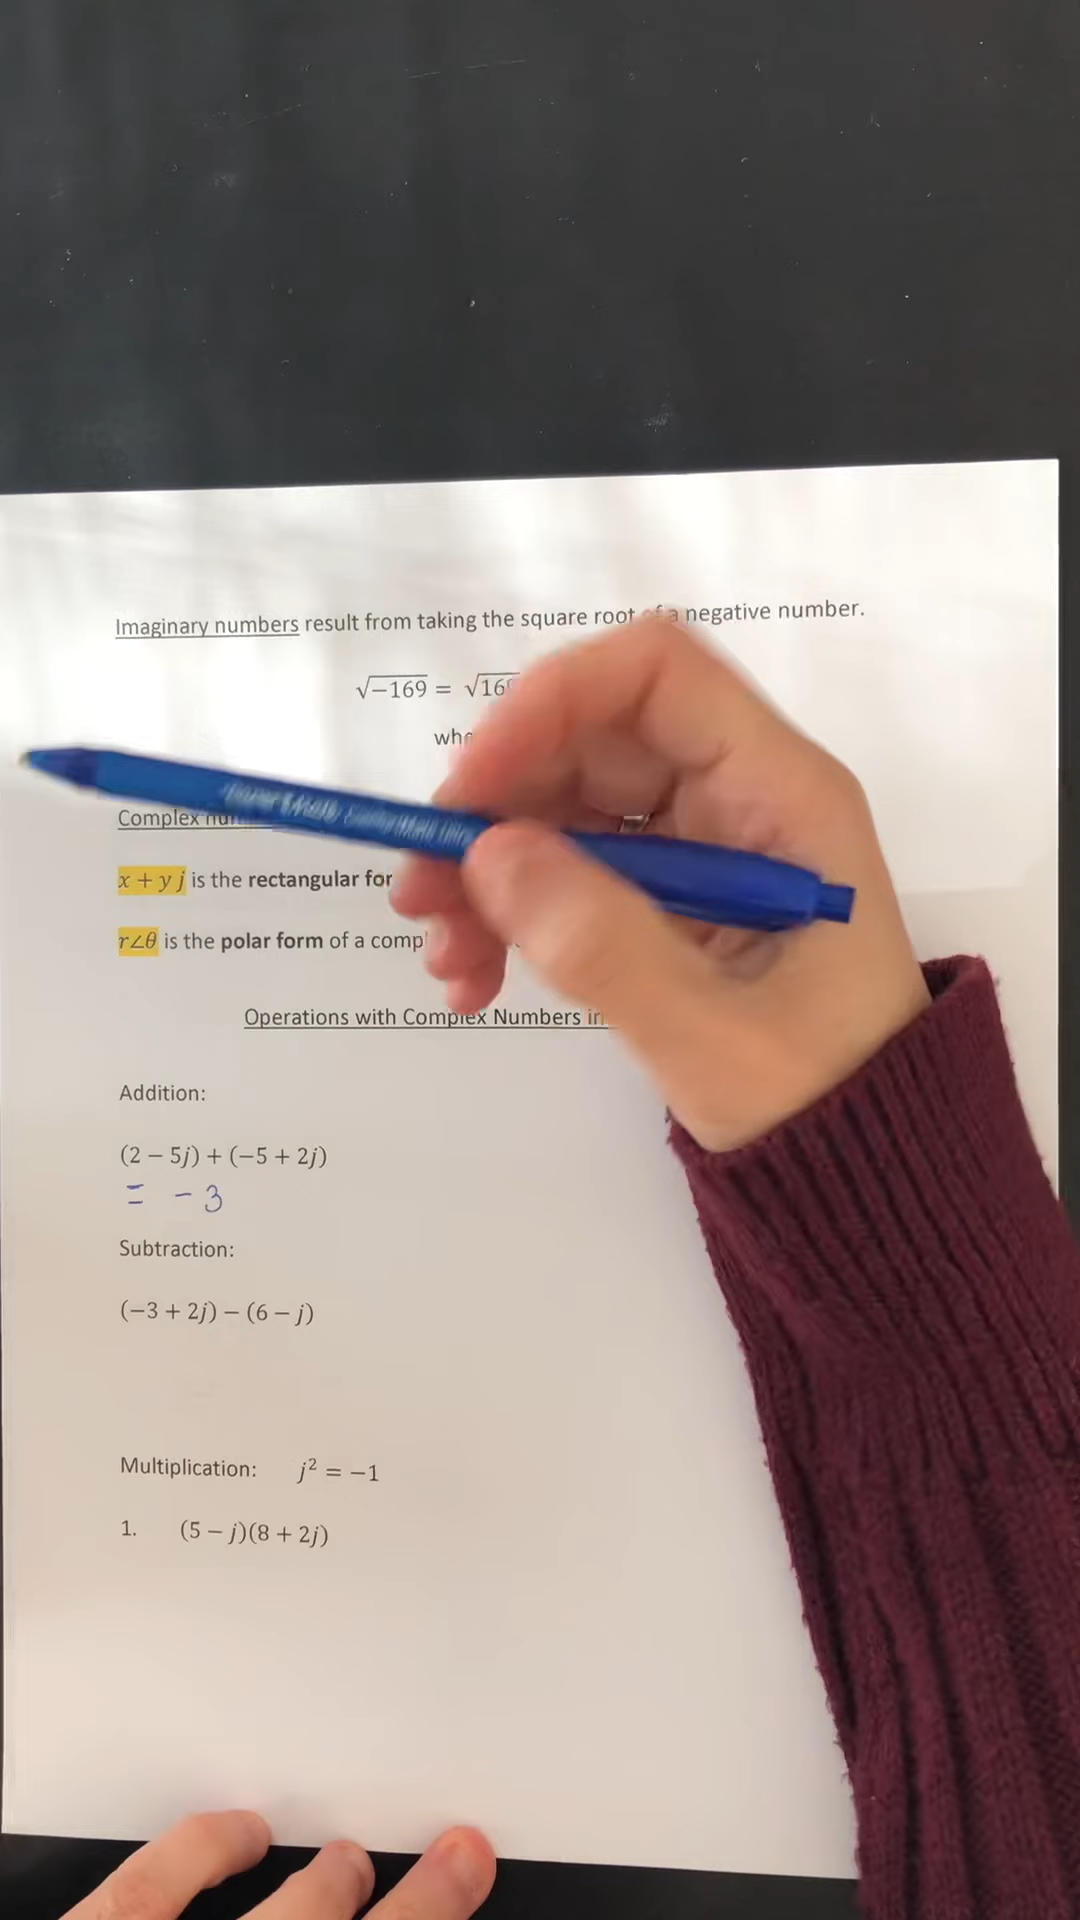 Imaginary numbers result from taking the square root of a negative number.
√−169 = √16
Complex
x + y j is the rectangular for
r∠θ is the polar form of a comp
Operations with Complex Numbers in
Addition:
(2 − 5j) + (−5 + 2j)
= − 3
Subtraction:
(−3 + 2j) − (6 − j)
Multiplication: j² = −1
1. (5 − j)(8 + 2j)